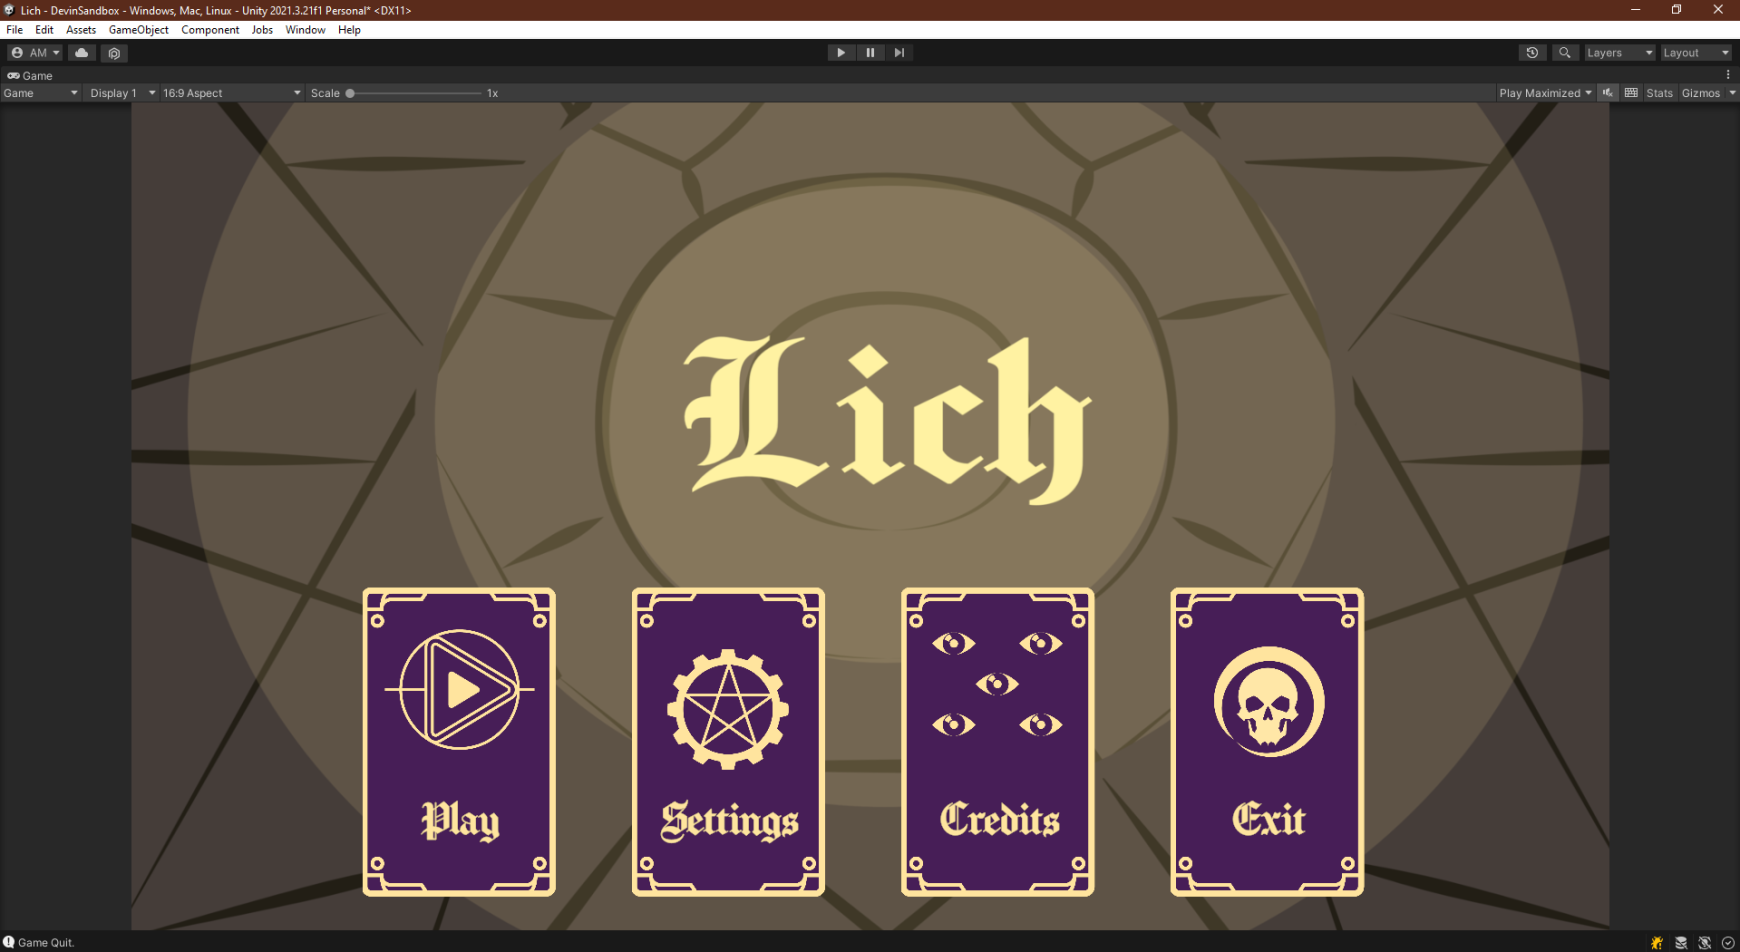 Lich - DevinSandbox - Windows, Mac, Linux - Unity 2021.3.21f1 Personal* <DX11>
File Edit Assets GameObject Component Jobs Window Help
AM Layers Layout
Game
Game Display 1 16:9 Aspect Scale 1x Play Maximized Stats Gizmos
Lich
Play Settings Credits Exit
Game Quit.